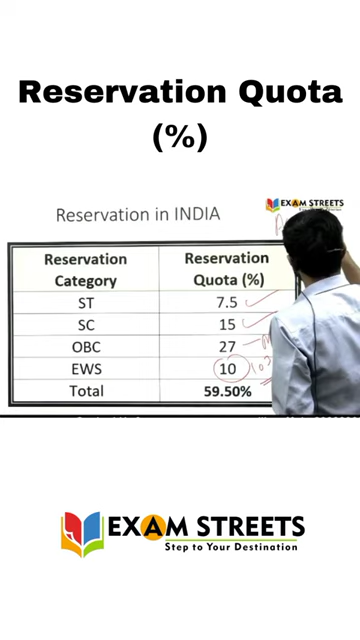 Reservation Quota
(%)
Reservation in INDIA
EXAM STREETS
Reservation Category Reservation Quota (%)
ST 7.5
SC 15
OBC 27
EWS 10
Total 59.50%
EXAM STREETS
Step to Your Destination